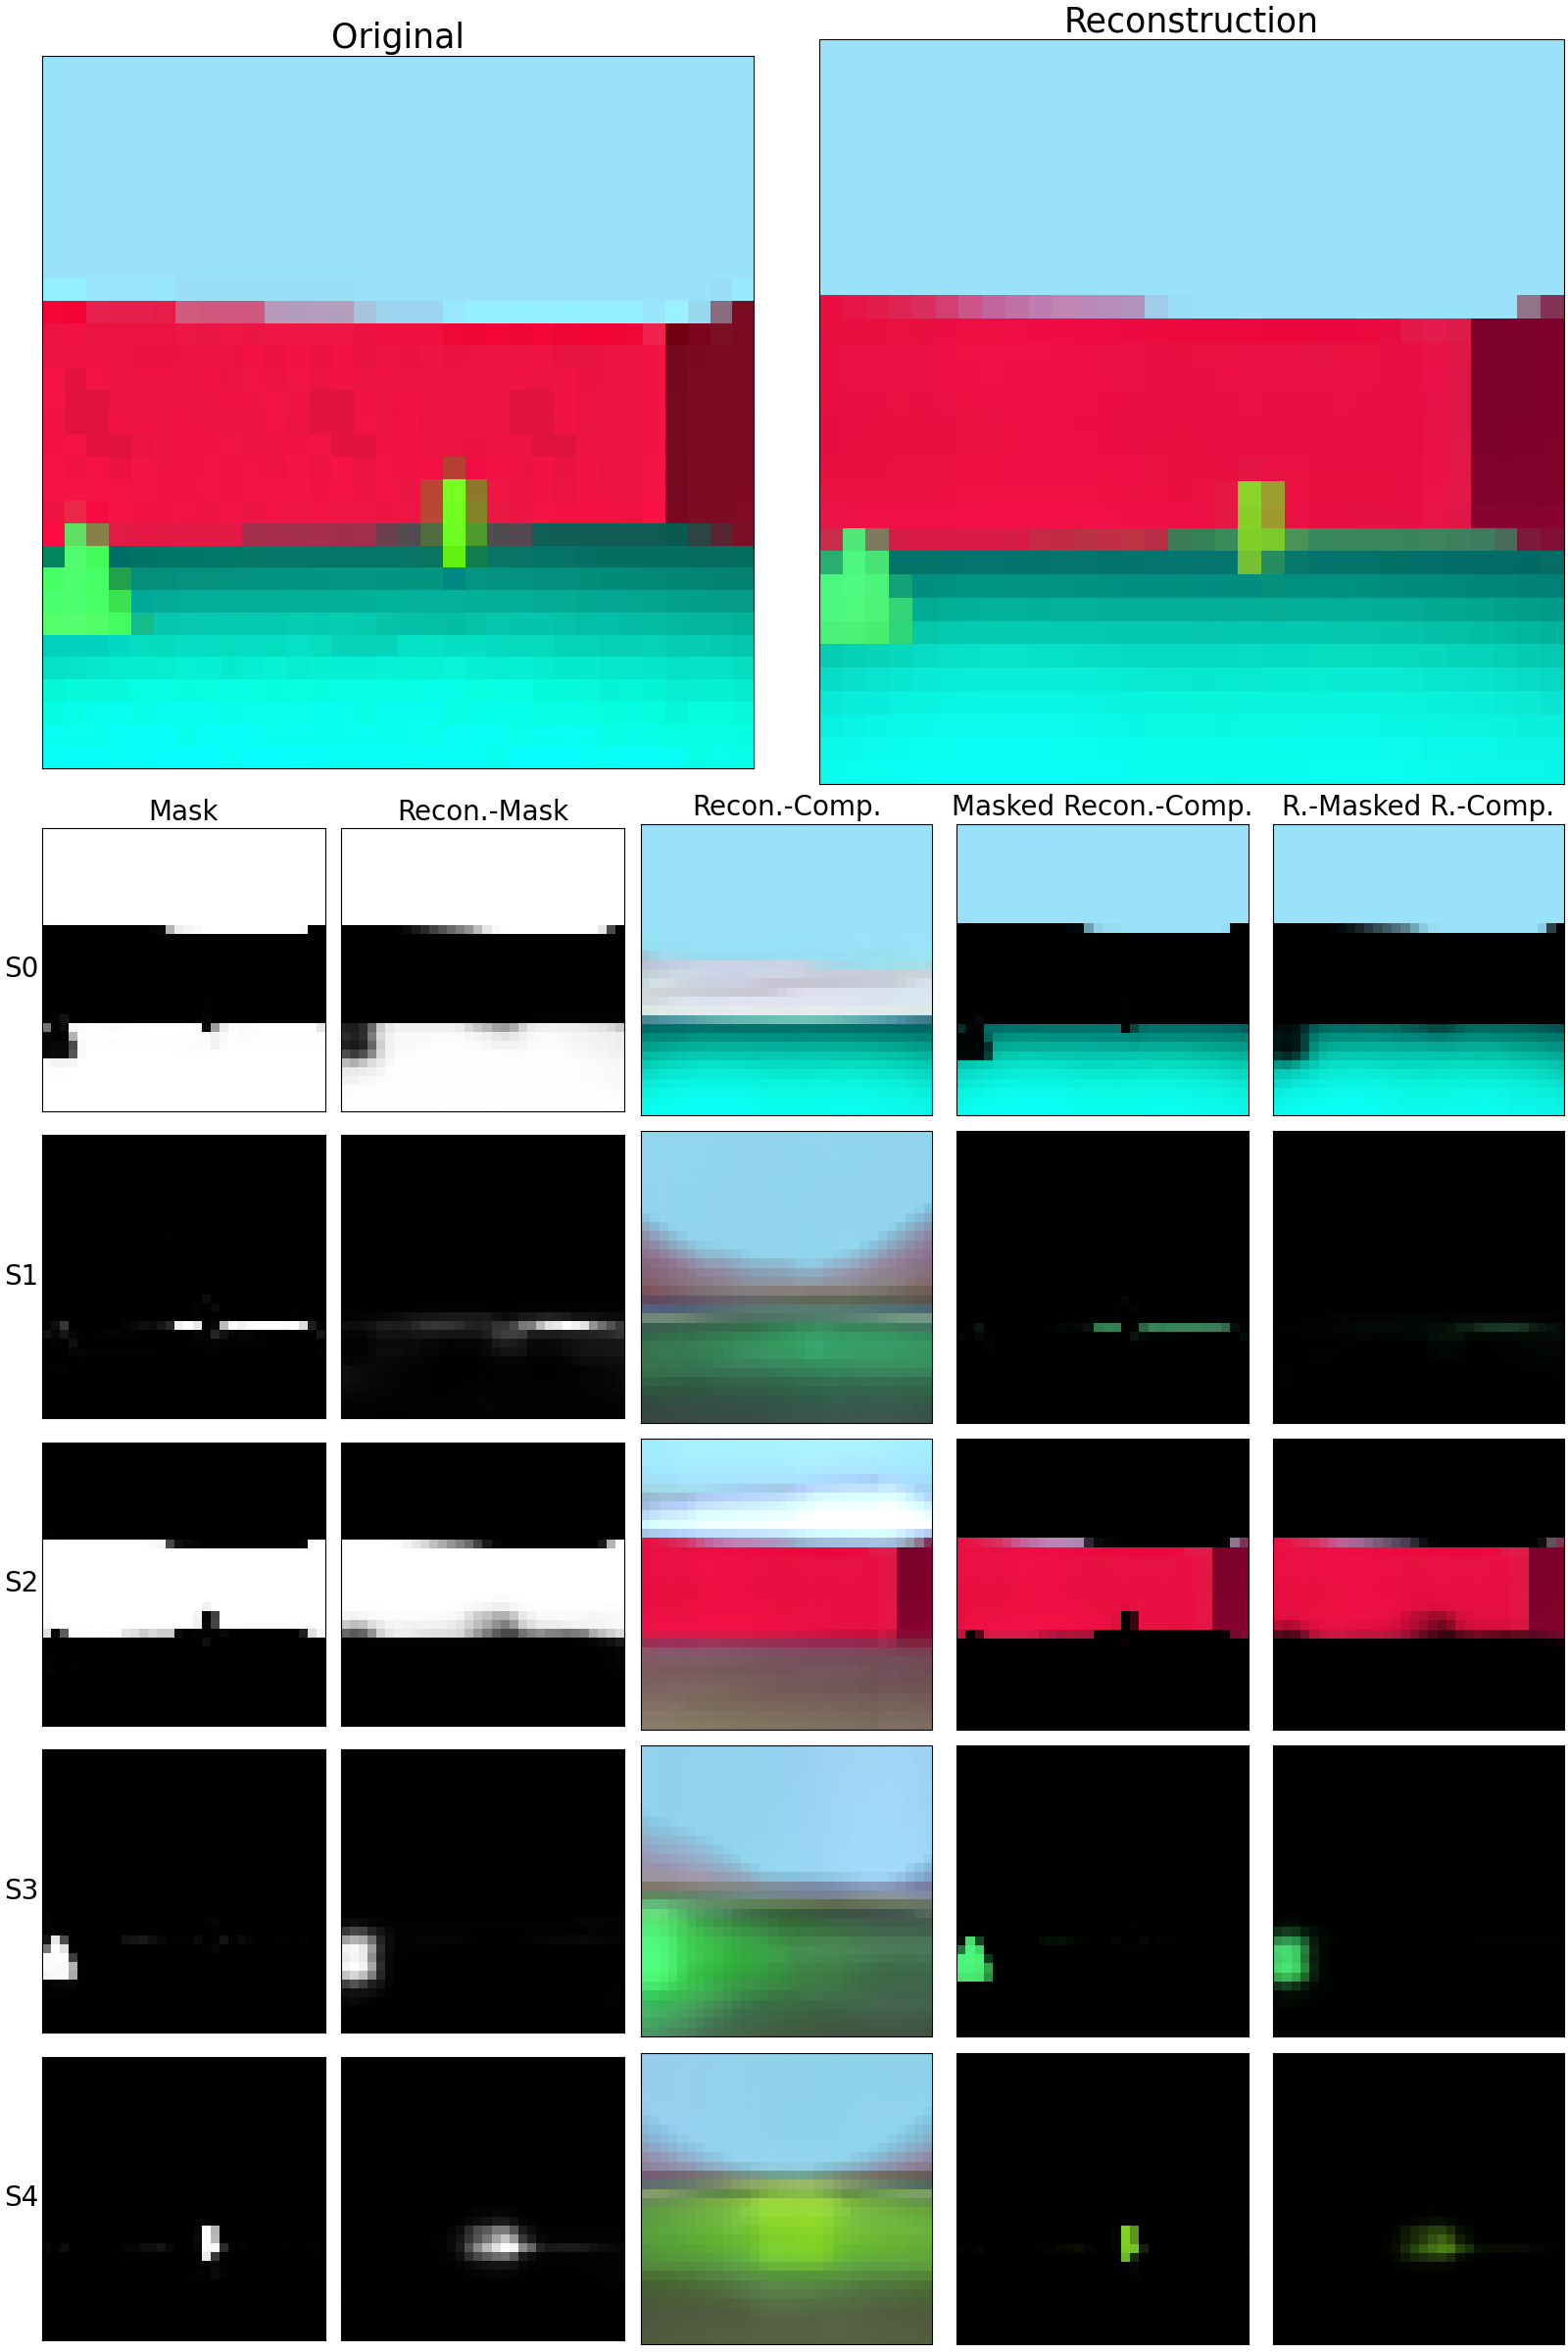 Original
Reconstruction
Mask
Recon.-Mask
Recon.-Comp.
Masked Recon.-Comp.
R.-Masked R.-Comp.
S0
S1
S2
S3
S4